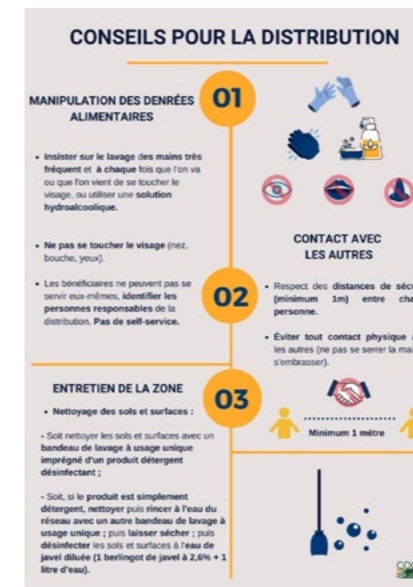 CONSEILS POUR LA DISTRIBUTION
01
MANIPULATION DES DENRÉES
ALIMENTAIRES
• Insister sur le lavage des mains très
fréquent et à chaque fois que l'on va
ou que l'on vient de se toucher le
visage, ou utiliser une solution
hydroalcoolique.
• Ne pas se toucher le visage (nez,
bouche, yeux).
• Les bénéficiaires ne peuvent pas se
servir eux-mêmes, identifier les
personnes responsables de la
distribution. Pas de self-service.
02
CONTACT AVEC
LES AUTRES
• Respect des distances de
(minimum 1m) entre
personne.
• Éviter tout contact physique
les autres (ne pas se serrer la
s'embrasser).
Minimum 1 mètre
03
ENTRETIEN DE LA ZONE
• Nettoyage des sols et surfaces :
- Soit nettoyer les sols et surfaces avec un
bandeau de lavage à usage unique
imprégné d'un produit détergent
désinfectant ;
- Soit, si le produit est simplement
détergent, nettoyer puis rincer à l'eau du
réseau avec un autre bandeau de lavage à
usage unique ; puis laisser sécher ; puis
désinfecter les sols et surfaces à l'eau de
javel diluée (1 berlingot de javel à 2,6% + 1
litre d'eau).